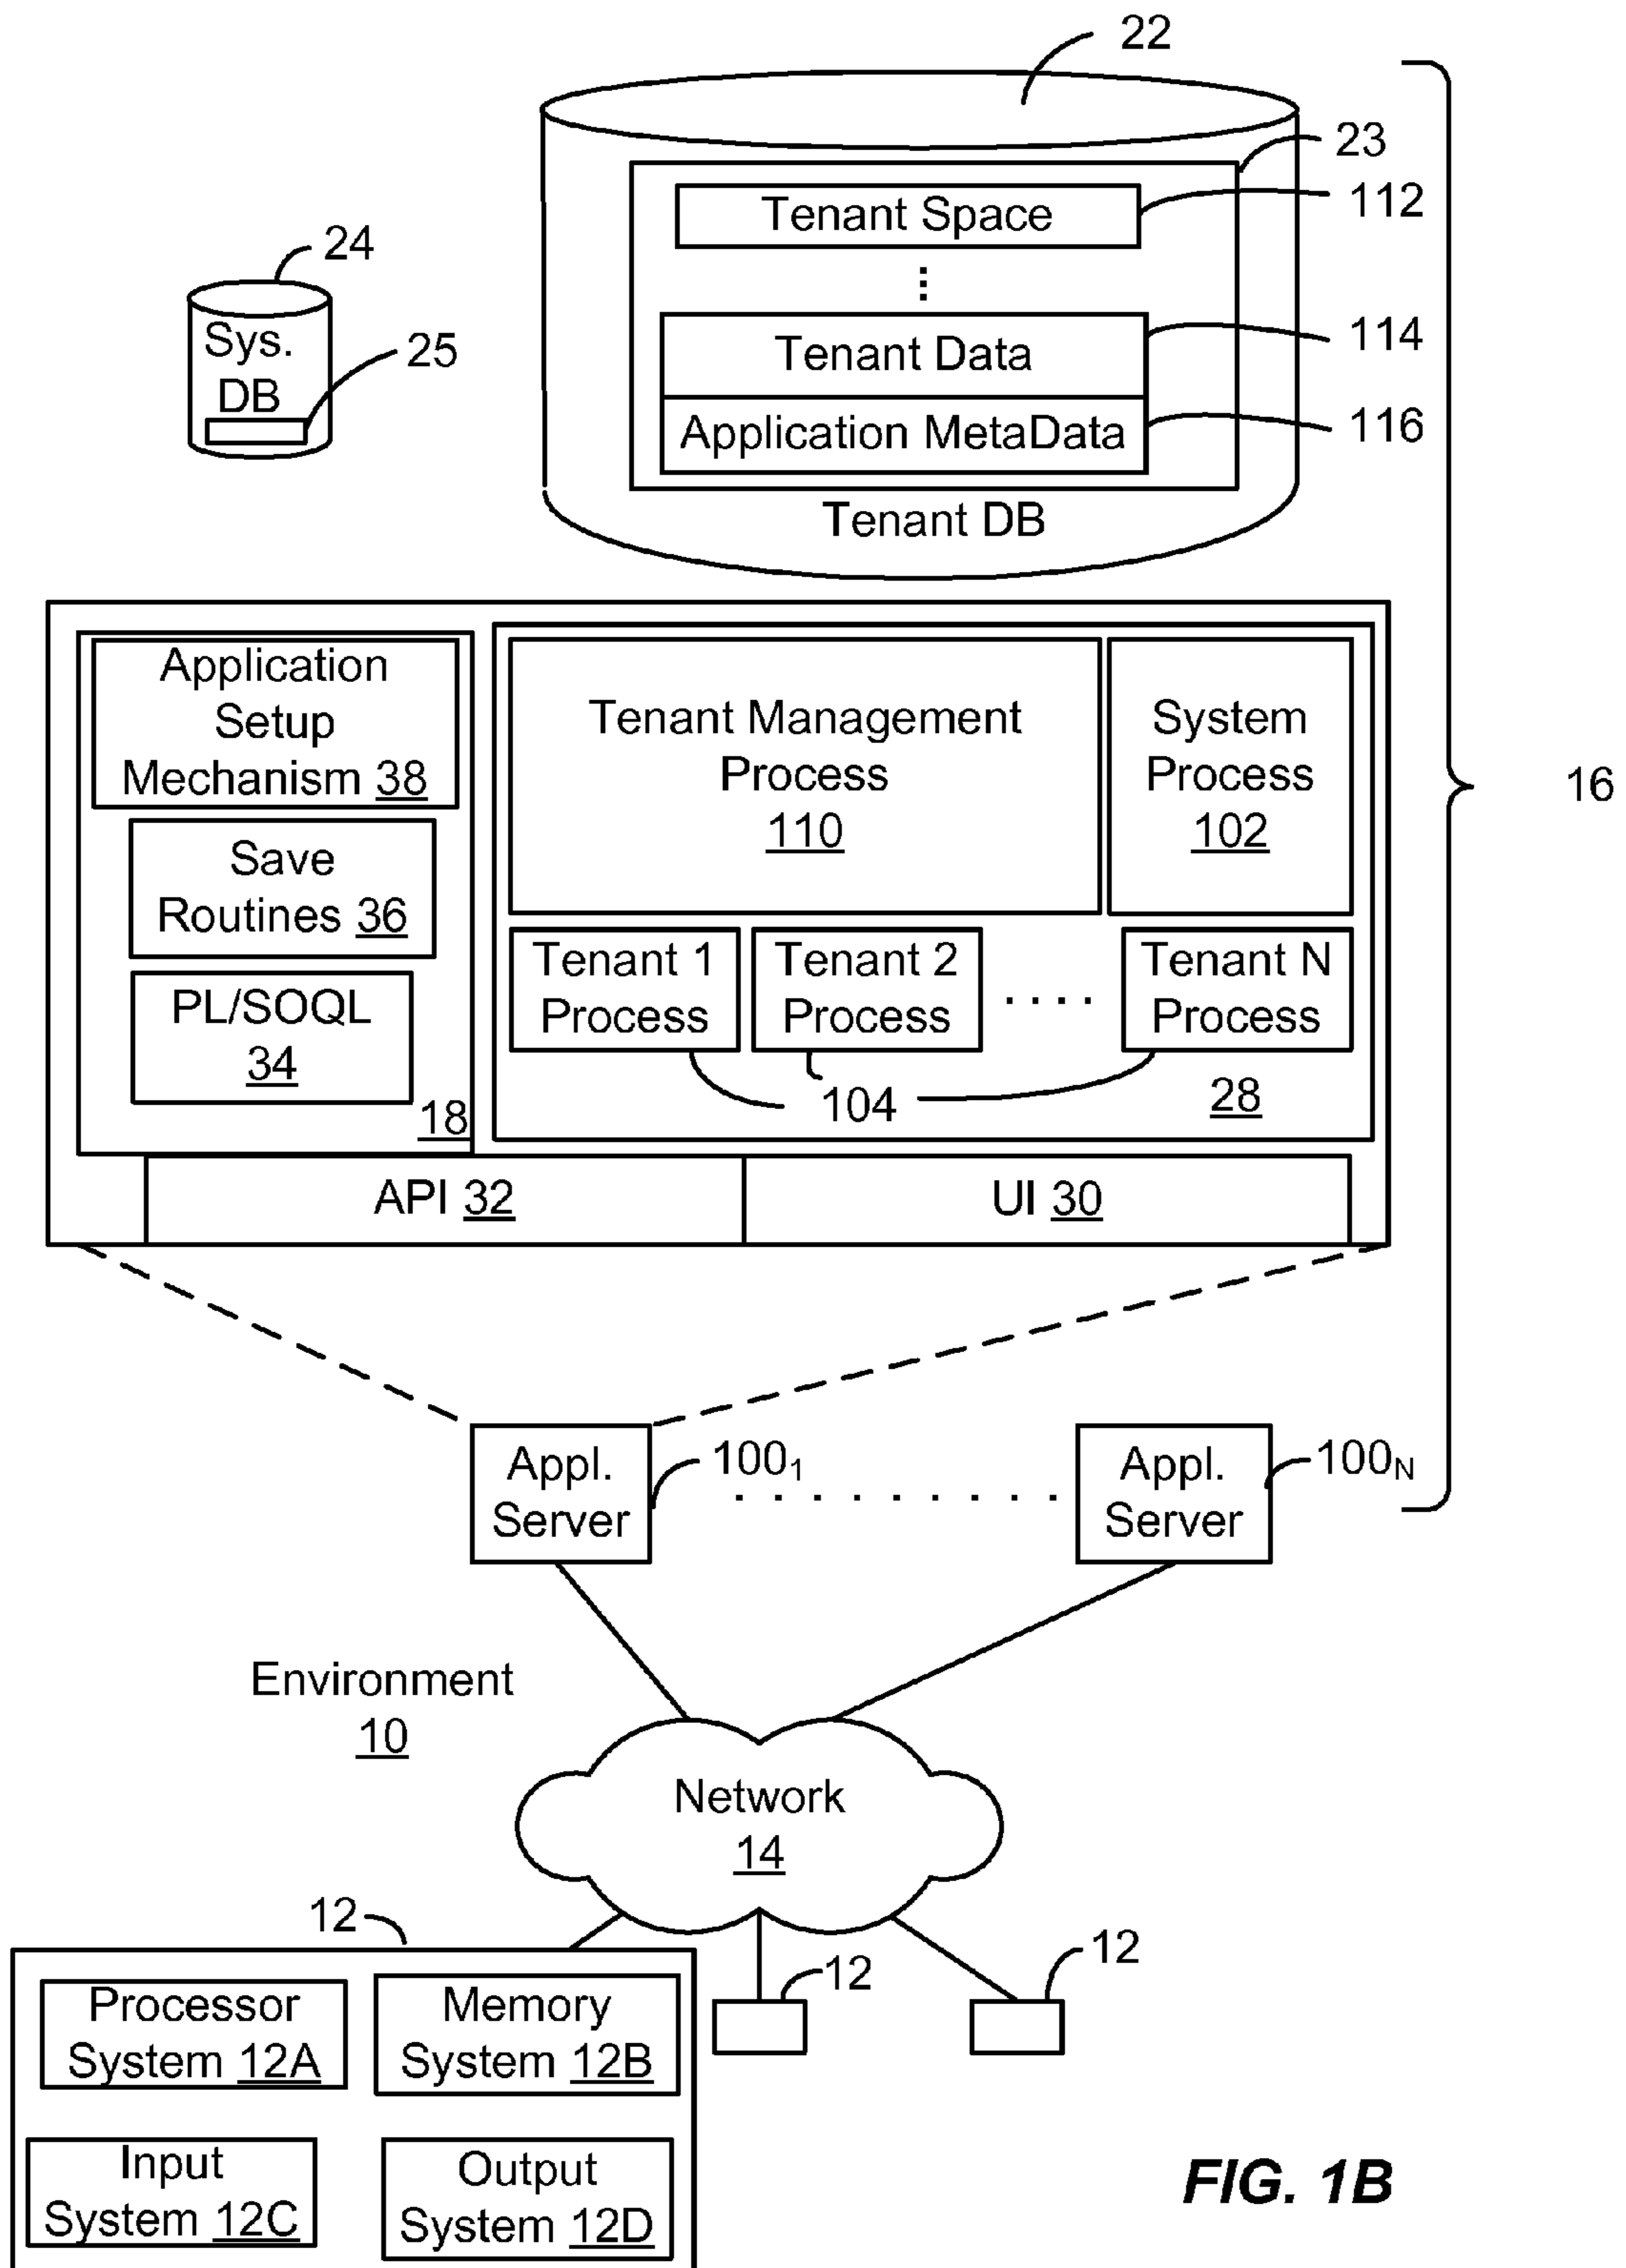 22
23
Tenant Space
112
24
Sys.
DB
25
Tenant Data
114
Application MetaData
116
Tenant DB
Application
Setup
Mechanism 38
Tenant Management
Process
110
System
Process
102
16
Save
Routines 36
Tenant 1
Process
Tenant 2
Process
. . . .
Tenant N
Process
PL/SOQL
34
18
104
28
API 32
UI 30
Appl.
Server
100₁
. . . . . . . . .
Appl.
Server
100N
Environment
10
Network
14
12
12
12
Processor
System 12A
Memory
System 12B
Input
System 12C
Output
System 12D
FIG. 1B